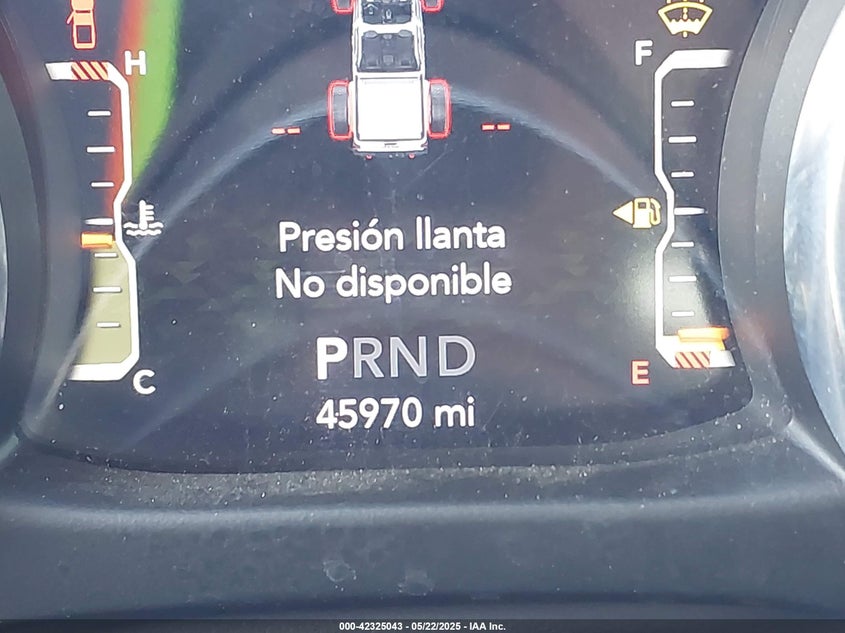 H
F
Presión llanta
No disponible
PRND
C
E
45970 mi
000-42325043 - 05/22/2025 - IAA Inc.